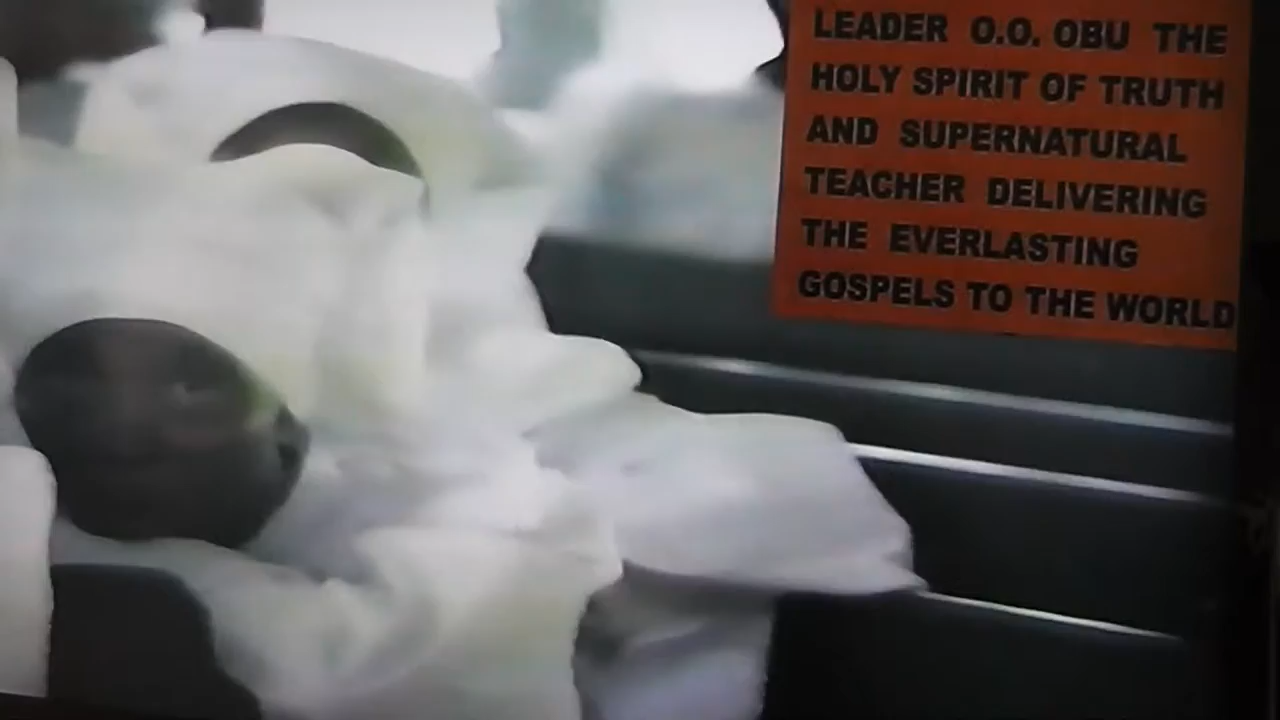 LEADER O.O. OBU THE
HOLY SPIRIT OF TRUTH
AND SUPERNATURAL
TEACHER DELIVERING
THE EVERLASTING
GOSPELS TO THE WORLD